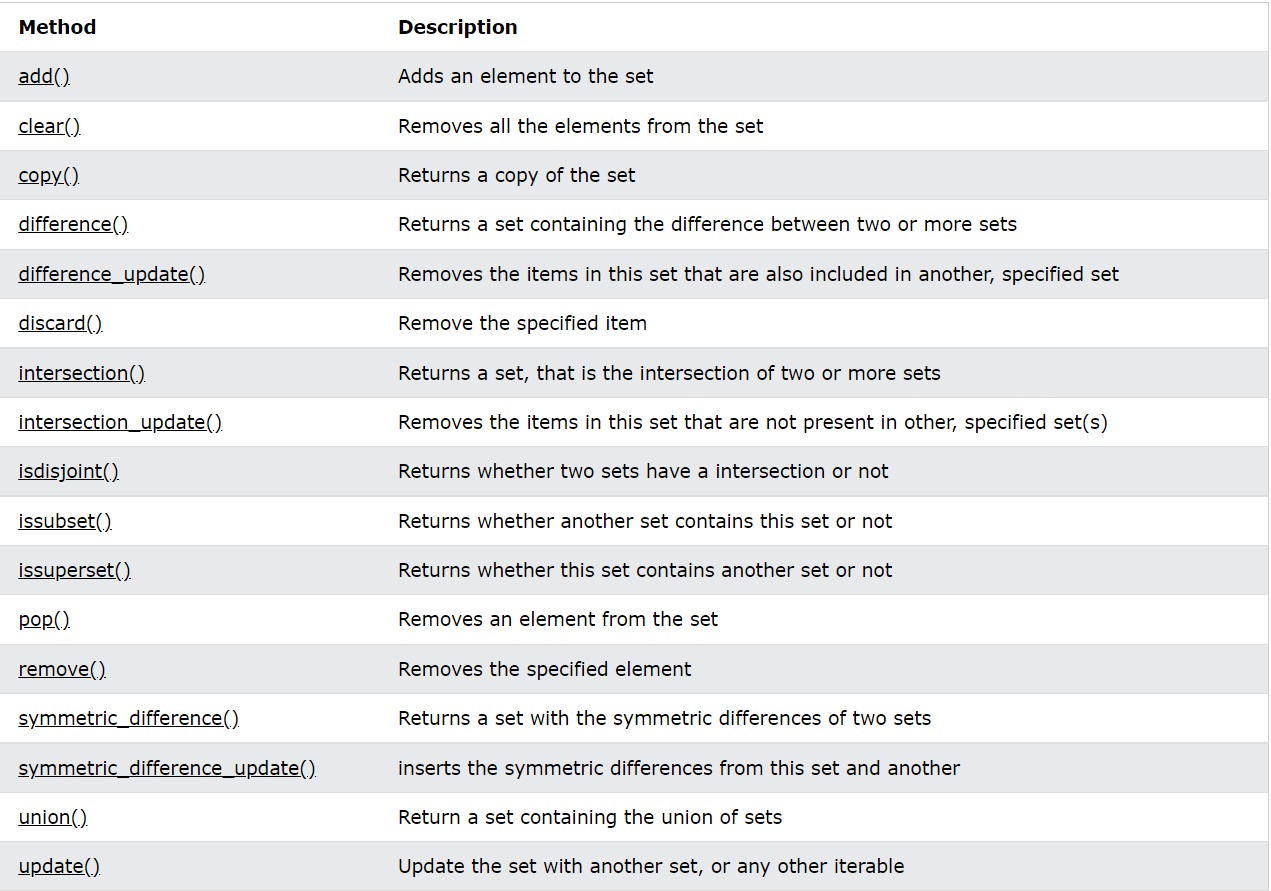 Method Description
add() Adds an element to the set
clear() Removes all the elements from the set
copy() Returns a copy of the set
difference() Returns a set containing the difference between two or more sets
difference_update() Removes the items in this set that are also included in another, specified set
discard() Remove the specified item
intersection() Returns a set, that is the intersection of two or more sets
intersection_update() Removes the items in this set that are not present in other, specified set(s)
isdisjoint() Returns whether two sets have a intersection or not
issubset() Returns whether another set contains this set or not
issuperset() Returns whether this set contains another set or not
pop() Removes an element from the set
remove() Removes the specified element
symmetric_difference() Returns a set with the symmetric differences of two sets
symmetric_difference_update() inserts the symmetric differences from this set and another
union() Return a set containing the union of sets
update() Update the set with another set, or any other iterable